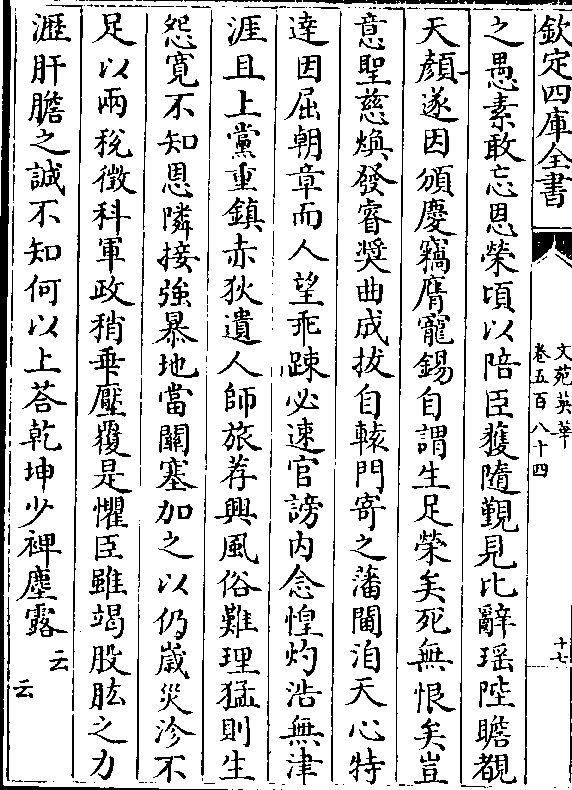 欽定四庫全書
文苑英華
卷五百八十四
十七
之愚素敢忘恩榮頃以陪臣獲隨覲見比辭瑶陛瞻覩
天顏遂因頒慶竊膺寵錫自謂生足榮矣死無恨矣豈
意聖慈煥發睿奬曲成拔自轅門寄之藩閫洎天心特
逹因屈朝章而人望乖踈必速官謗内念惶灼浩無津
涯且上黨重鎮赤狄遺人師旅荐興風俗難理猛則生
怨寛不知恩隣接強暴地當關塞加之以仍嵗災沴不
足以兩稅徴科軍政稍乖壓覆是懼臣雖竭股肱之力
瀝肝膽之誠不知何以上荅乾坤少裨塵露云
云